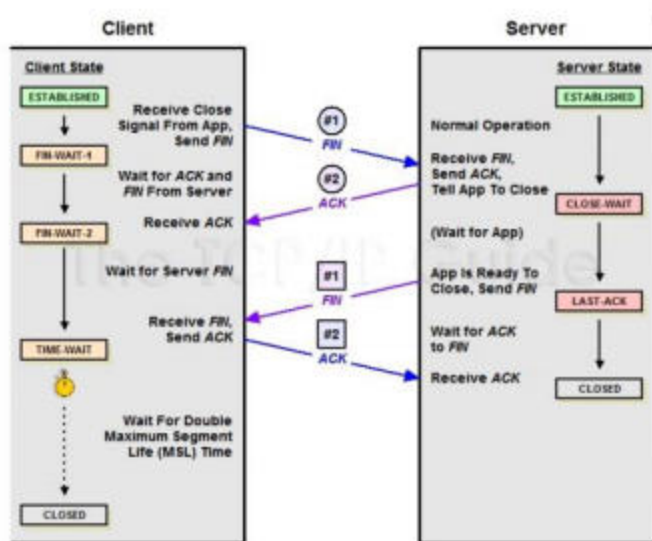 Client
Server
Client State
Server State
ESTABLISHED
ESTABLISHED
Receive Close
Signal From App,
Send FIN
#1
FIN
Normal Operation
FIN-WAIT-1
Receive FIN,
Send ACK,
Tell App To Close
Wait for ACK and
FIN From Server
#2
ACK
CLOSE-WAIT
Receive ACK
FIN-WAIT-2
(Wait for App)
The TCP/IP Guide
Wait for Server FIN
#1
FIN
App Is Ready To
Close, Send FIN
LAST-ACK
Receive FIN,
Send ACK
#2
ACK
Wait for ACK
to FIN
TIME-WAIT
Receive ACK
CLOSED
Wait For Double
Maximum Segment
Life (MSL) Time
CLOSED